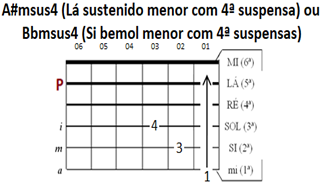 A#msus4 (Lá sustenido menor com 4ª suspensa) ou
Bbmsus4 (Si bemol menor com 4ª suspensas)
06 05 04 03 02 01
MI (6ª)
P LÁ (5ª)
RÉ (4ª)
i 4 SOL (3ª)
m 3 SI (2ª)
a 1 mi (1ª)